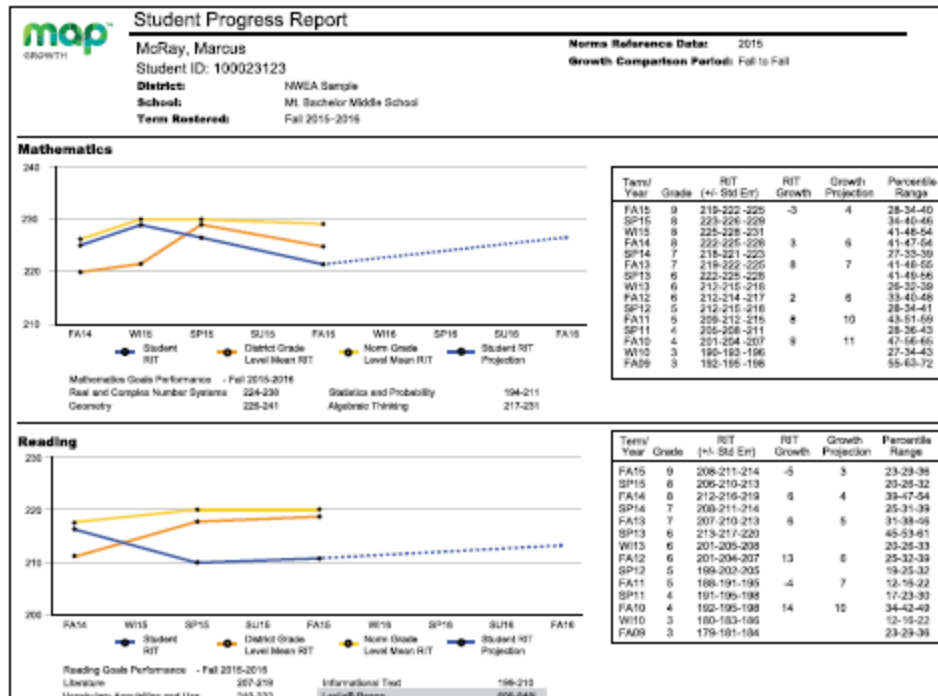 map
GROWTH
Student Progress Report
McRay, Marcus
Student ID: 100023123
District: NWEA Sample
School: Mt. Bachelor Middle School
Term Rostered: Fall 2015-2016
Norms Reference Data: 2015
Growth Comparison Period: Fall to Fall
Mathematics
240
230
220
210
FA14 WI15 SP15 SU15 FA15 WI16 SP16 SU16 FA16
Student RIT
District Grade Level Mean RIT
Norm Grade Level Mean RIT
Student RIT Projection
Mathematics Goals Performance - Fall 2015-2016
Real and Complex Number Systems 224-238
Statistics and Probability 194-211
Geometry 226-241
Algebraic Thinking 217-231
Term/Year Grade RIT (+/- Std Err) RIT Growth Growth Projection Percentile Range
FA15 9 219-222-225 -3 4 28-34-40
SP15 8 223-226-229 34-40-46
WI15 8 225-228-231 41-48-54
FA14 8 222-225-228 3 6 41-47-54
SP14 7 218-221-223 27-33-39
FA13 7 219-222-225 8 7 41-48-55
SP13 6 222-225-228 41-49-56
WI13 6 212-215-218 26-32-39
FA12 6 212-214-217 2 6 33-40-48
SP12 5 212-215-218 28-34-41
FA11 5 209-212-215 8 10 43-51-59
SP11 4 205-208-211 28-36-43
FA10 4 201-204-207 9 11 47-56-65
WI10 3 190-193-196 27-34-43
FA09 3 192-195-198 55-63-72
Reading
230
220
210
200
FA14 WI15 SP15 SU15 FA15 WI16 SP16 SU16 FA16
Student RIT
District Grade Level Mean RIT
Norm Grade Level Mean RIT
Student RIT Projection
Reading Goals Performance - Fall 2015-2016
Literature 207-219
Informational Text 199-210
Term/Year Grade RIT (+/- Std Err) RIT Growth Growth Projection Percentile Range
FA15 9 208-211-214 -5 3 23-29-36
SP15 8 206-210-213 20-26-32
FA14 8 212-216-219 6 4 39-47-54
SP14 7 208-211-214 25-31-39
FA13 7 207-210-213 6 5 31-38-46
SP13 6 213-217-220 45-53-61
WI13 6 201-205-208 20-26-33
FA12 6 201-204-207 13 6 25-32-39
SP12 5 199-202-205 19-25-32
FA11 5 188-191-195 -4 7 12-16-22
SP11 4 191-195-198 17-23-30
FA10 4 192-195-198 14 10 34-42-49
WI10 3 180-183-186 12-16-22
FA09 3 179-181-184 23-29-36